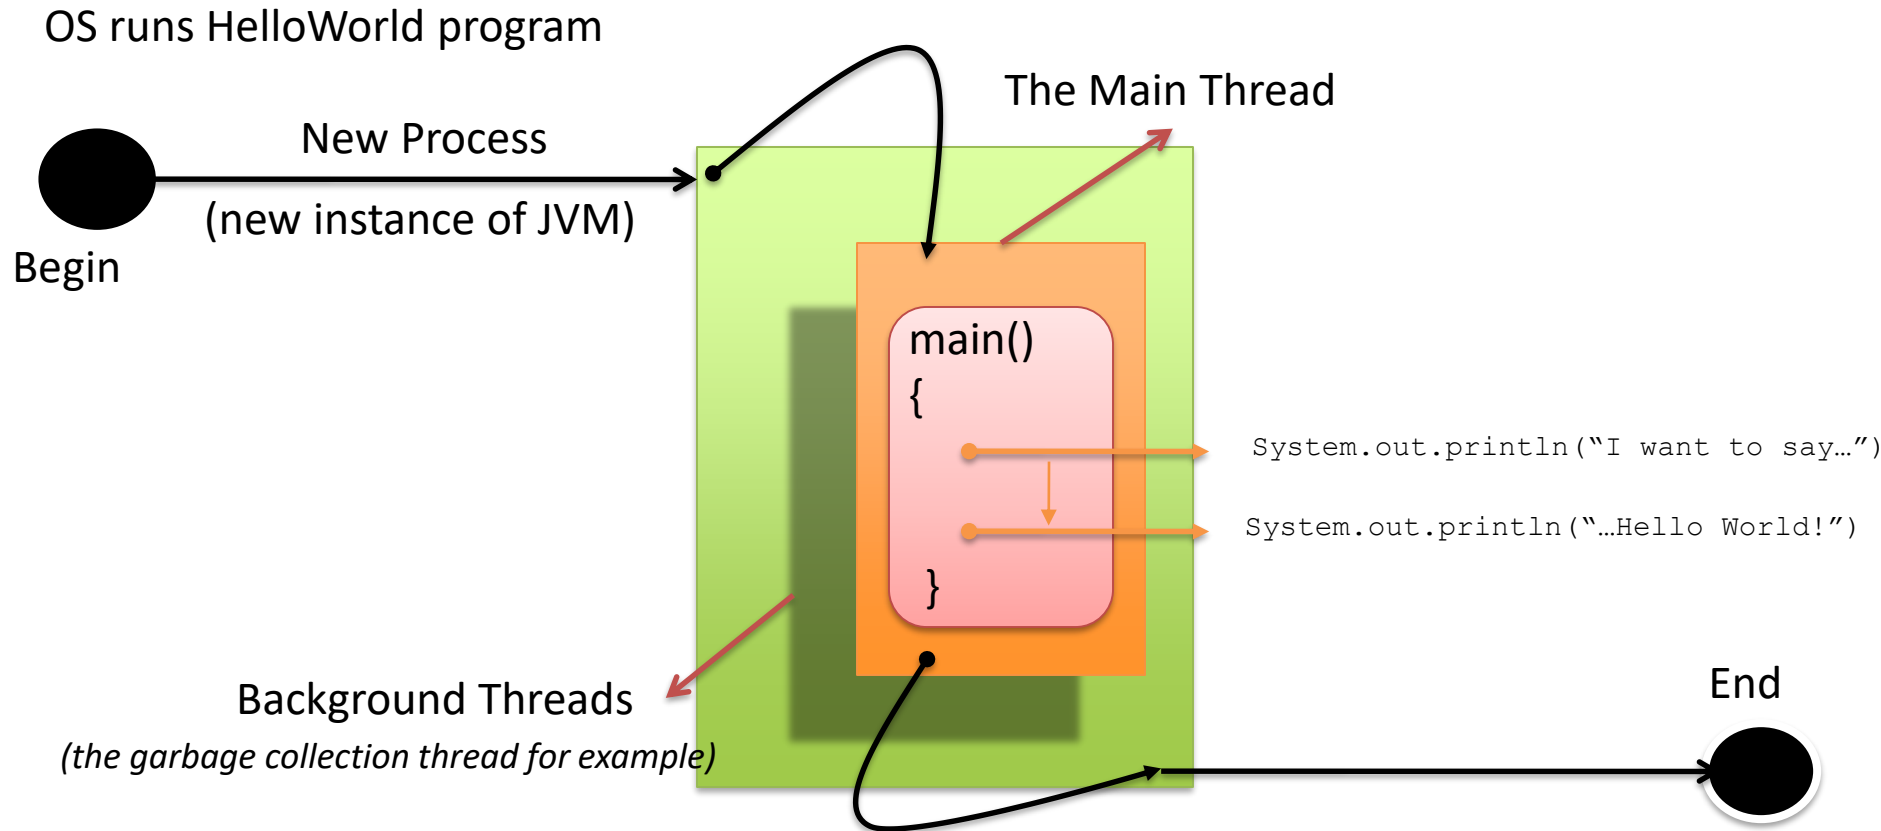 OS runs HelloWorld program
The Main Thread
New Process
(new instance of JVM)
Begin
main()
{
System.out.println(“I want to say…”)
System.out.println(“…Hello World!”)
}
Background Threads
(the garbage collection thread for example)
End